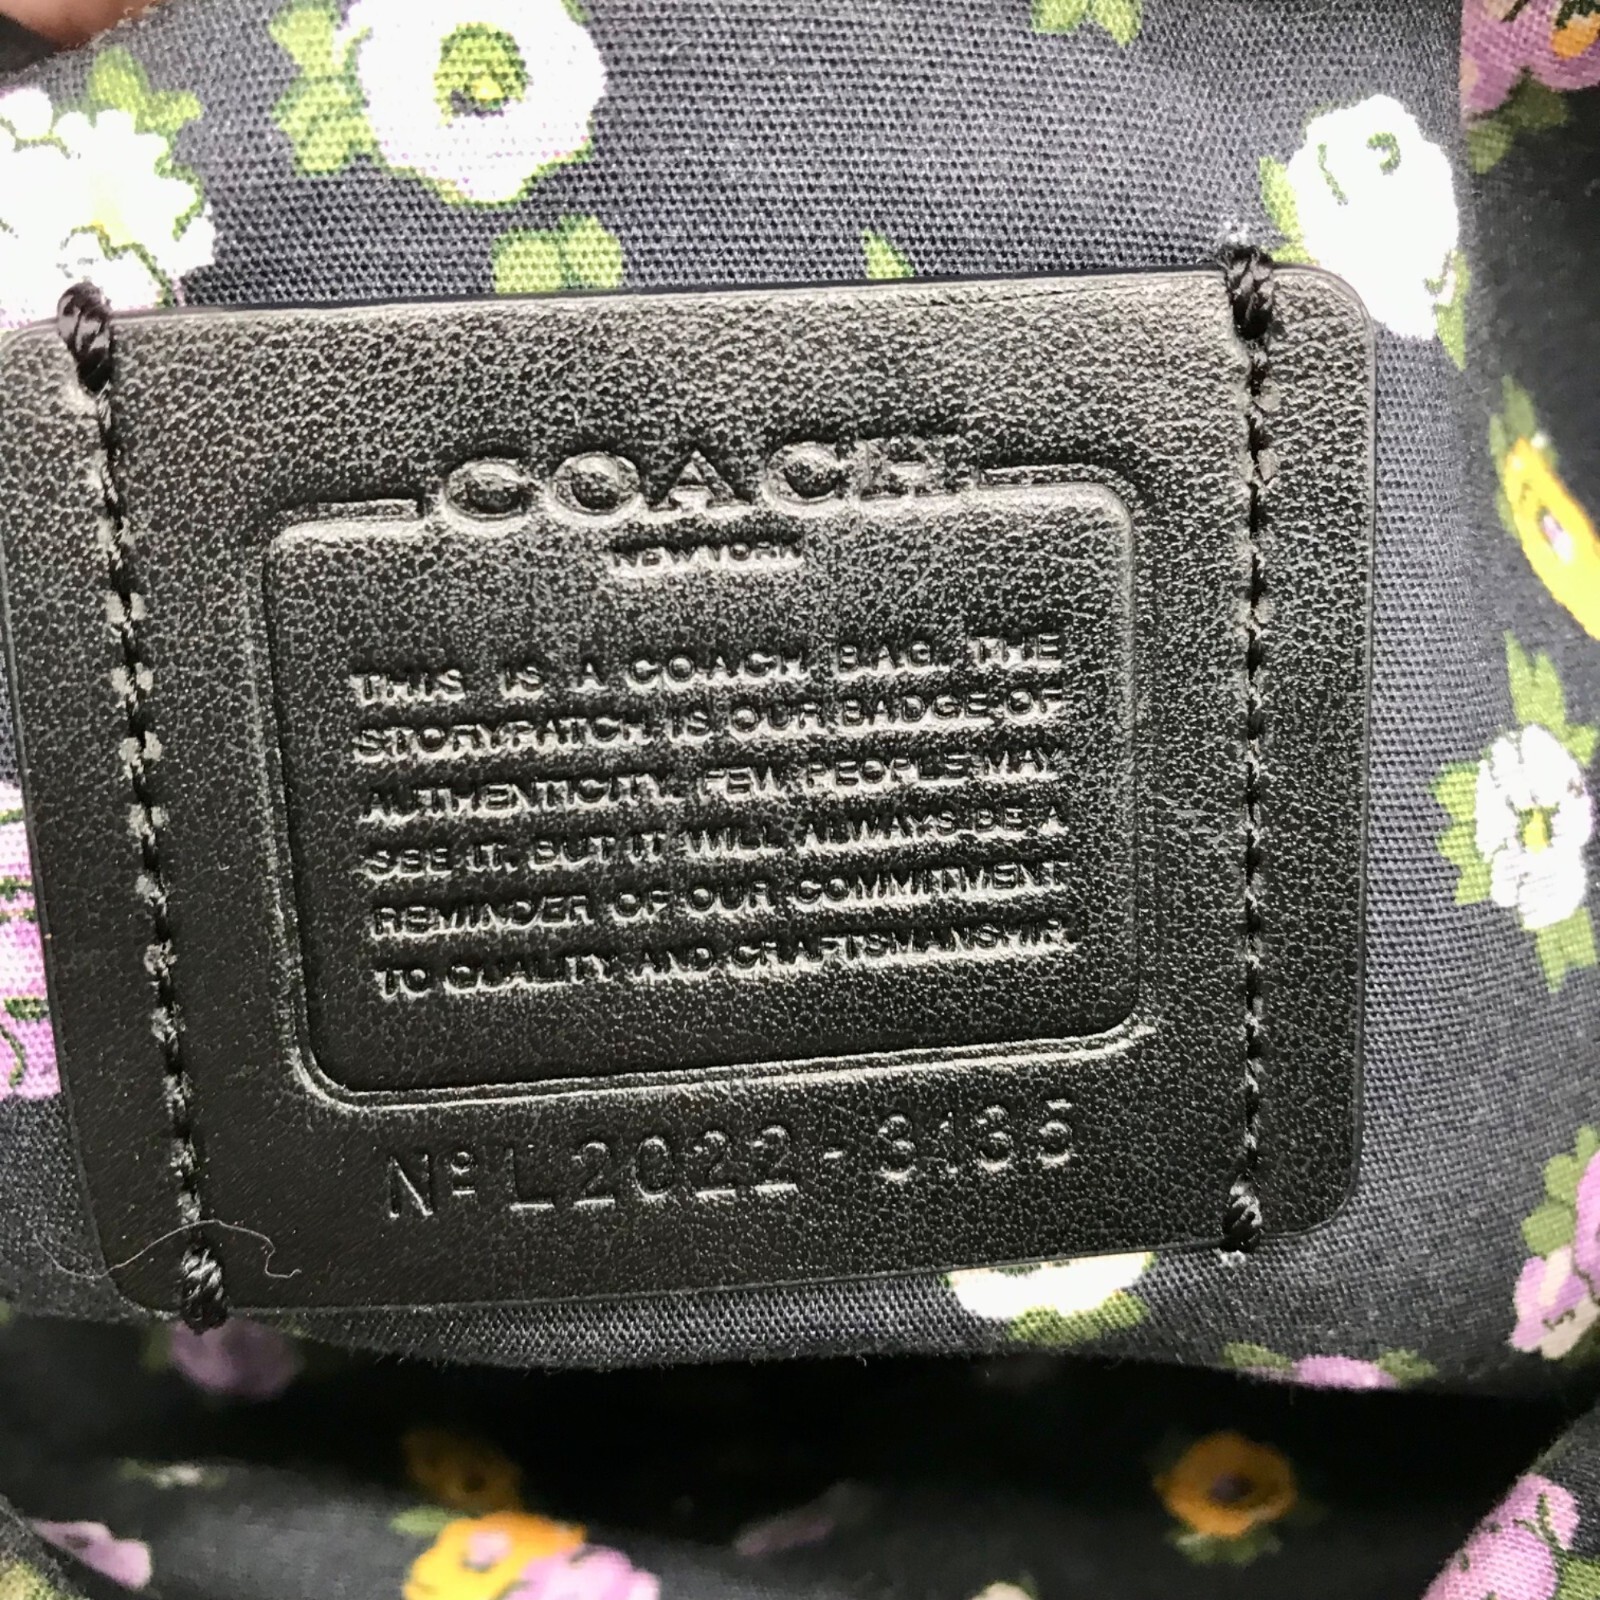 COACH
NEW YORK
THIS IS A COACH BAG. THE
STORYPATCH IS OUR BADGE OF
AUTHENTICITY. FEW PEOPLE MAY
SEE IT, BUT IT WILL ALWAYS BE A
REMINDER OF OUR COMMITMENT
TO QUALITY AND CRAFTSMANSHIP.
Nº L2022-3135